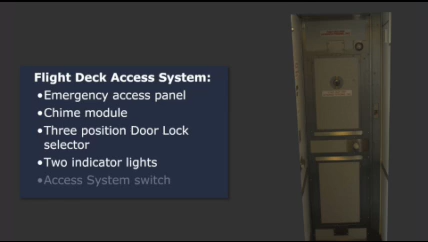 Flight Deck Access System:
•Emergency access panel
•Chime module
•Three position Door Lock
selector
•Two indicator lights
•Access System switch